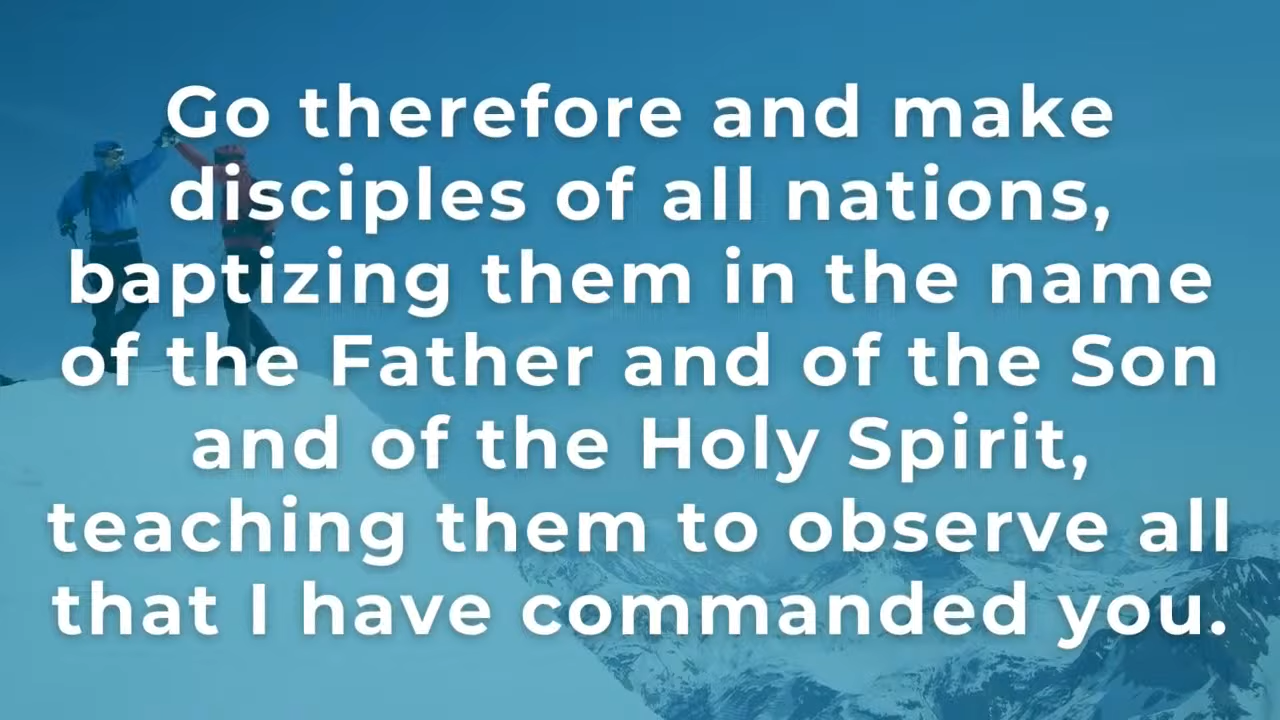 Go therefore and make
disciples of all nations,
baptizing them in the name
of the Father and of the Son
and of the Holy Spirit,
teaching them to observe all
that I have commanded you.